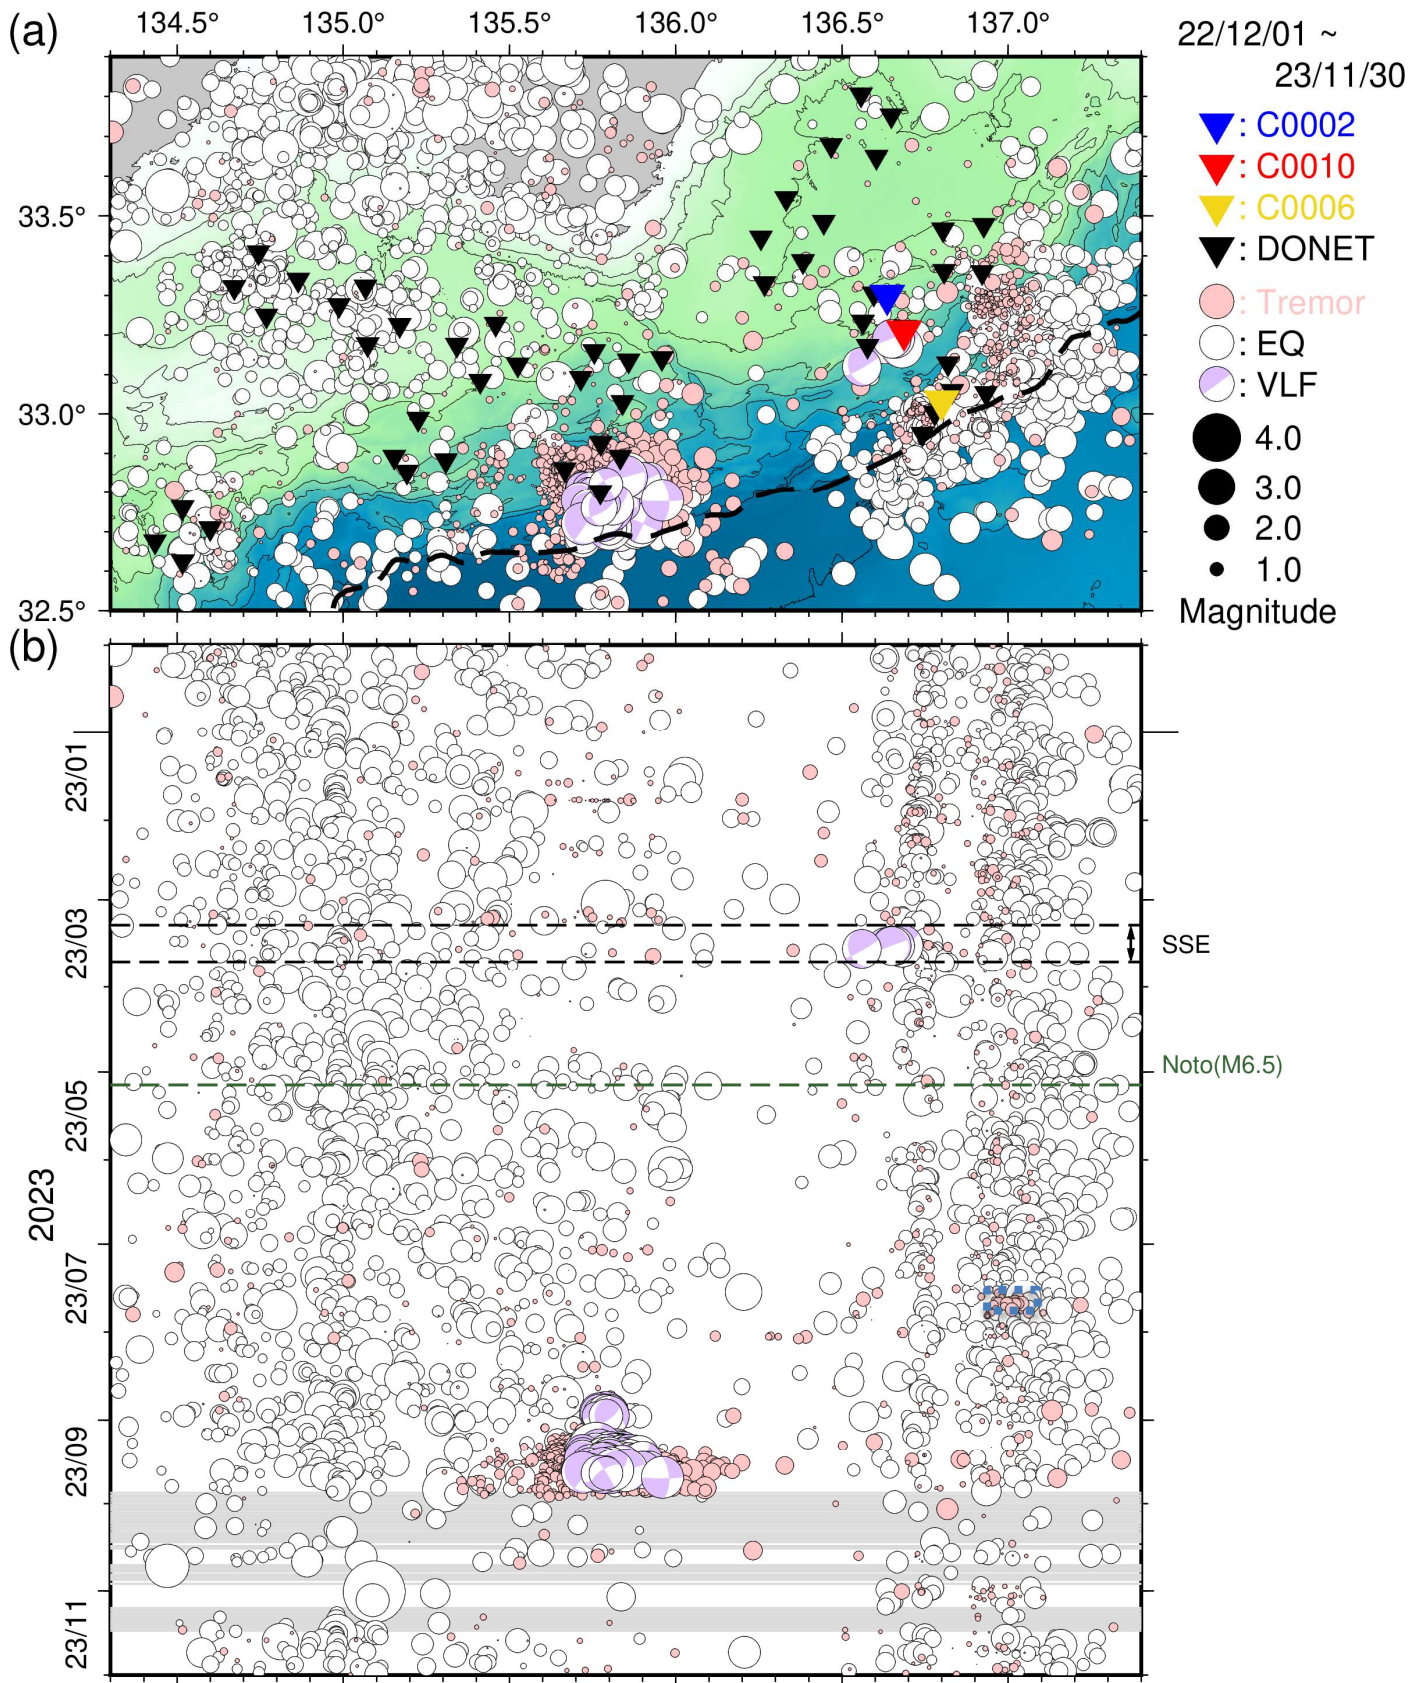 (a)
134.5° 135.0° 135.5° 136.0° 136.5° 137.0°
22/12/01 ~
23/11/30
: C0002
: C0010
: C0006
: DONET
: Tremor
: EQ
: VLF
4.0
3.0
2.0
1.0
Magnitude
33.5°
33.0°
32.5°
(b)
23/01
23/03
23/05
23/07
23/09
23/11
2023
SSE
Noto(M6.5)